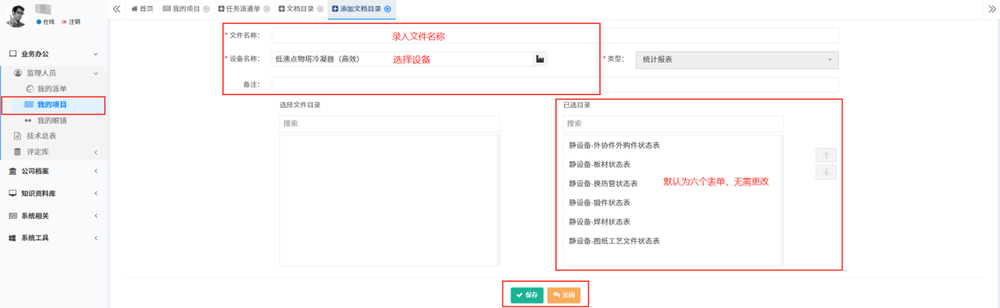 首页 我的项目 任务派遣单 文档目录 添加文档目录
在线 注销
业务办公
监理人员
我的派单
我的项目
我的眼镜
技术总表
评定库
公司档案
知识资料库
系统相关
系统工具
* 文件名称: 录入文件名称
* 设备名称: 低沸点物塔冷凝器（高效） 选择设备 * 类型: 统计报表
备注:
选择文件目录
搜索
已选目录
搜索
静设备-外协件外购件状态表
静设备-板材状态表
静设备-换热管状态表
静设备-锻件状态表
静设备-焊材状态表
静设备-图纸工艺文件状态表
默认为六个表单，无需更改
保存 关闭